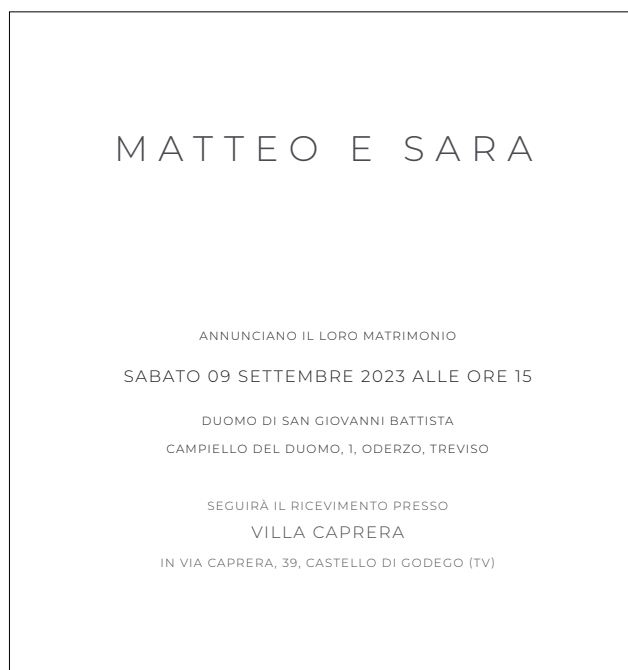 MATTEO E SARA
ANNUNCIANO IL LORO MATRIMONIO
SABATO 09 SETTEMBRE 2023 ALLE ORE 15
DUOMO DI SAN GIOVANNI BATTISTA
CAMPIELLO DEL DUOMO, 1, ODERZO, TREVISO
SEGUIRÀ IL RICEVIMENTO PRESSO
VILLA CAPRERA
IN VIA CAPRERA, 39, CASTELLO DI GODEGO (TV)